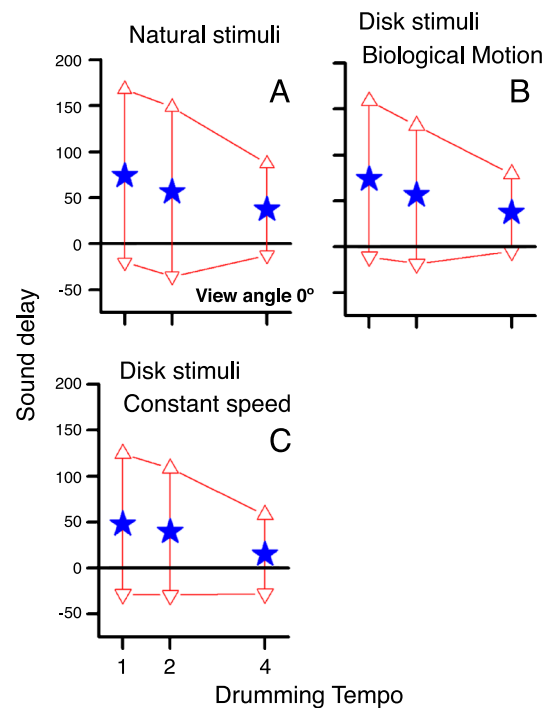 Natural stimuli
Disk stimuli
Biological Motion
200
150
100
50
0
-50
A
B
View angle 0º
Sound delay
Disk stimuli
Constant speed
200
150
100
50
0
-50
C
1 2 4
Drumming Tempo